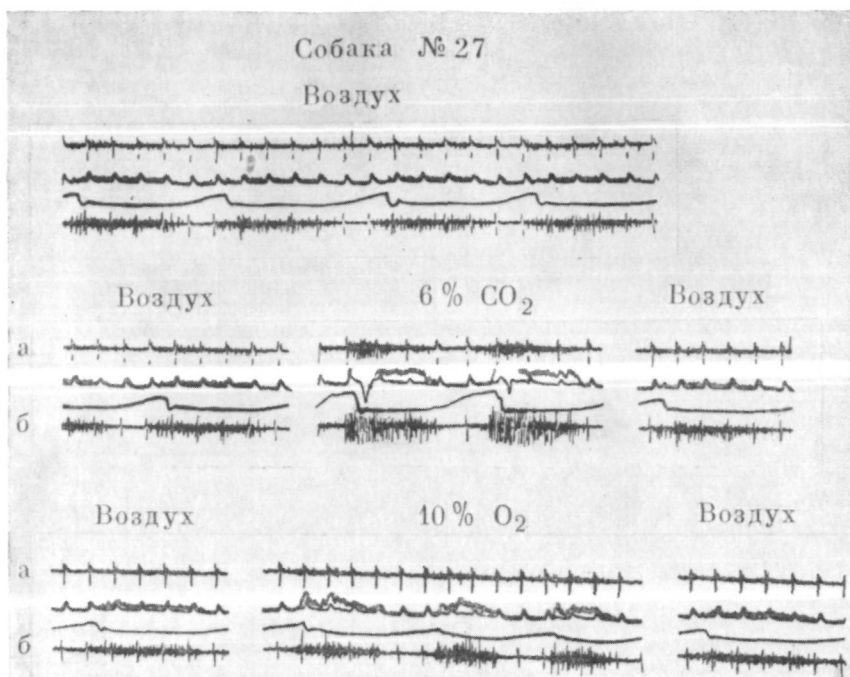 Собака № 27
Воздух
Воздух 6 % CO₂ Воздух
а
б
Воздух 10 % O₂ Воздух
а
б